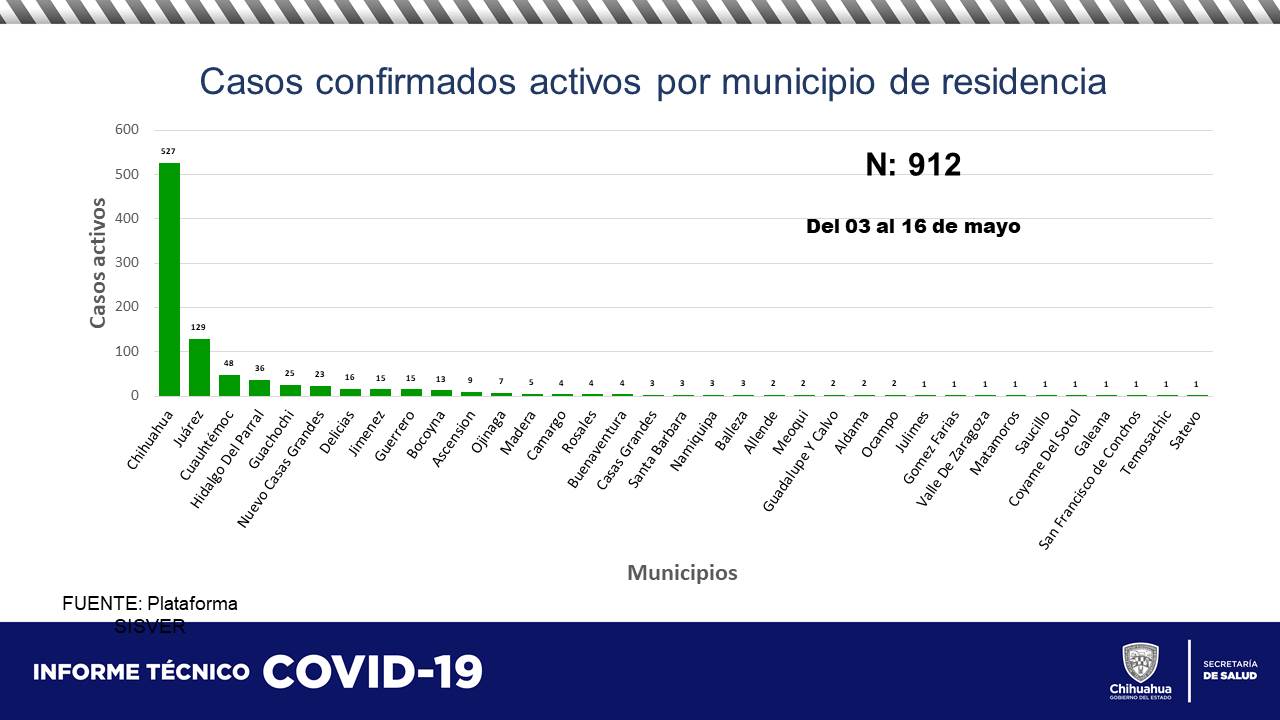 Casos confirmados activos por municipio de residencia
600
500
400
300
200
100
0
Casos activos
N: 912
Del 03 al 16 de mayo
527
129
48
36
25
23
16
15
15
13
9
7
5
4
4
4
3
3
3
3
2
2
2
2
2
1
1
1
1
1
1
1
1
1
1
Chihuahua
Juárez
Cuauhtémoc
Hidalgo Del Parral
Guachochi
Nuevo Casas Grandes
Delicias
Jimenez
Guerrero
Bocoyna
Ascension
Ojinaga
Madera
Camargo
Rosales
Buenaventura
Casas Grandes
Santa Barbara
Namiquipa
Balleza
Allende
Meoqui
Guadalupe Y Calvo
Aldama
Ocampo
Julimes
Gomez Farias
Valle De Zaragoza
Matamoros
Saucillo
Coyame Del Sotol
Galeana
San Francisco de Conchos
Temosachic
Satevo
Municipios
FUENTE: Plataforma
SISVER
INFORME TÉCNICO COVID-19
Chihuahua
GOBIERNO DEL ESTADO
SECRETARÍA
DE SALUD